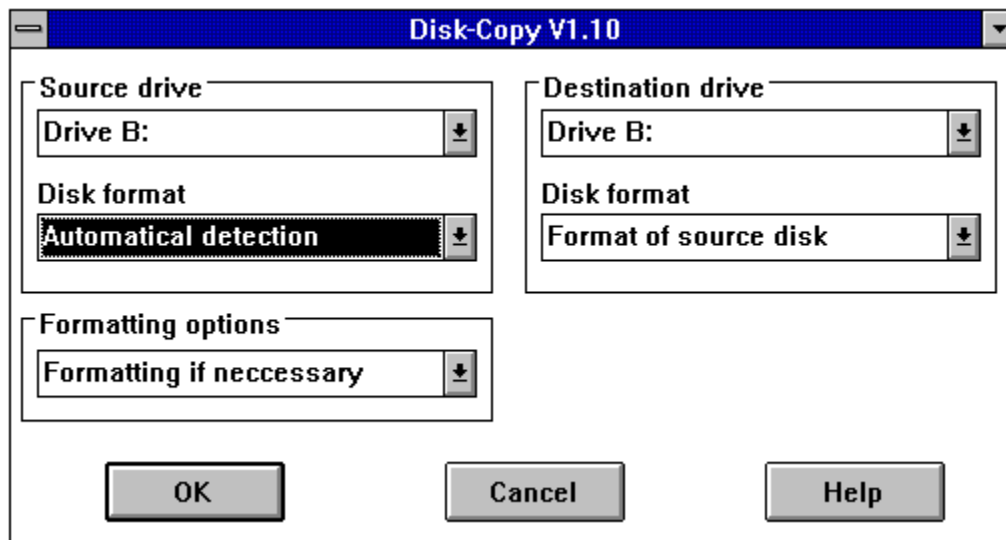 Disk-Copy V1.10
Source drive
Drive B:
Disk format
Automatical detection
Destination drive
Drive B:
Disk format
Format of source disk
Formatting options
Formatting if neccessary
OK
Cancel
Help